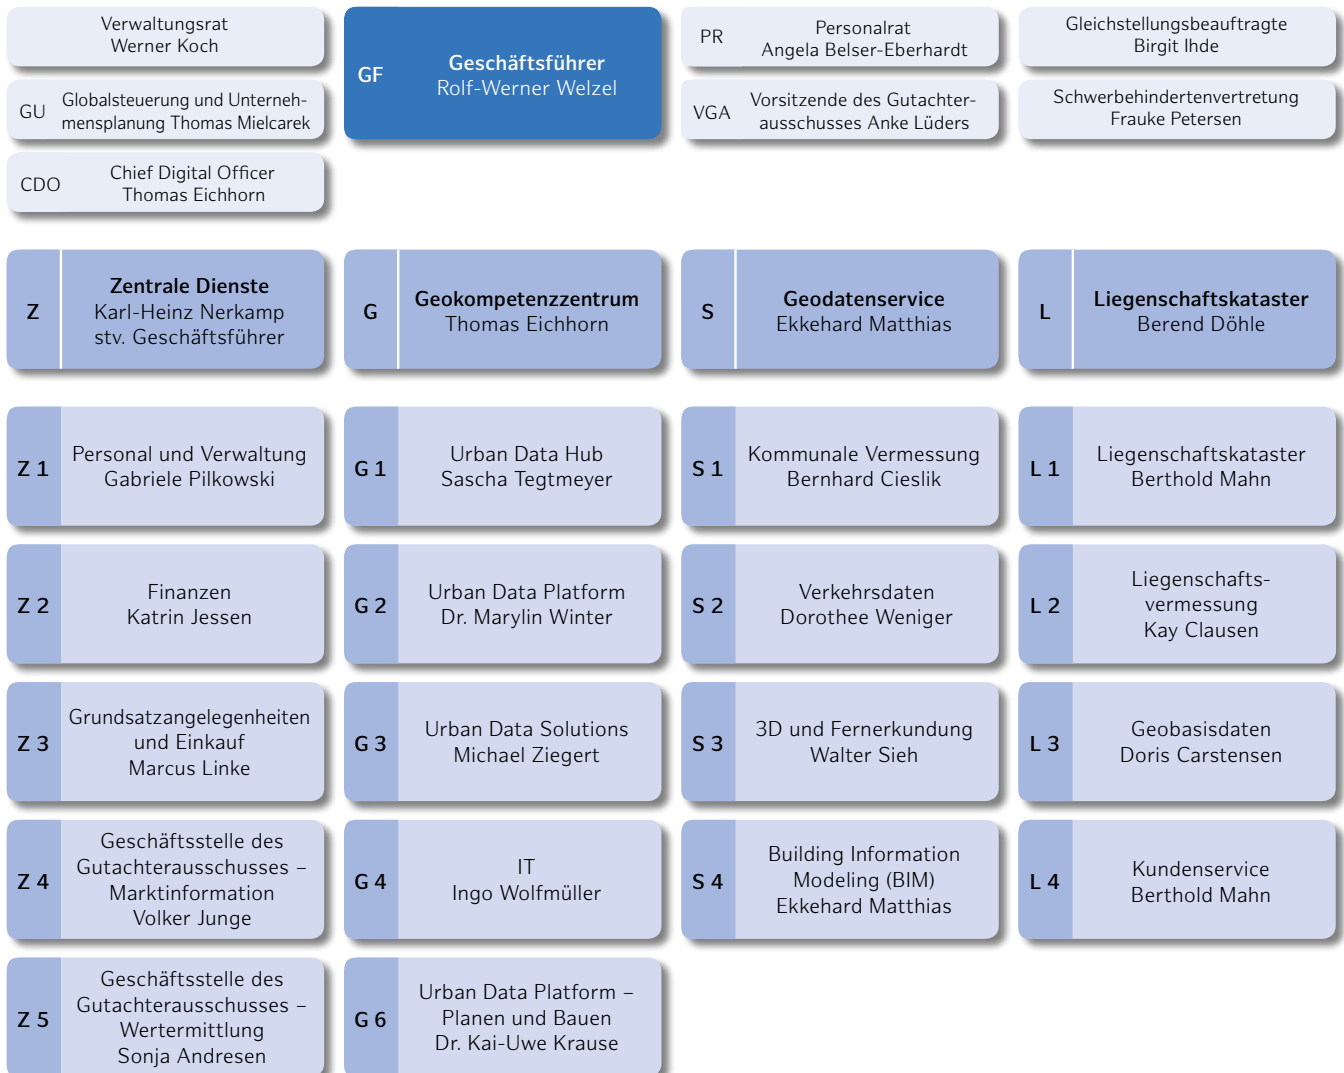 Verwaltungsrat
Werner Koch
GU
Globalsteuerung und Unterneh-
mensplanung Thomas Mielcarek
CDO
Chief Digital Officer
Thomas Eichhorn
GF
Geschäftsführer
Rolf-Werner Welzel
PR
Personalrat
Angela Belser-Eberhardt
VGA
Vorsitzende des Gutachter-
ausschusses Anke Lüders
Gleichstellungsbeauftragte
Birgit Ihde
Schwerbehindertenvertretung
Frauke Petersen
Z
Zentrale Dienste
Karl-Heinz Nerkamp
stv. Geschäftsführer
Z 1
Personal und Verwaltung
Gabriele Pilkowski
Z 2
Finanzen
Katrin Jessen
Z 3
Grundsatzangelegenheiten
und Einkauf
Marcus Linke
Z 4
Geschäftsstelle des
Gutachterausschusses –
Marktinformation
Volker Junge
Z 5
Geschäftsstelle des
Gutachterausschusses –
Wertermittlung
Sonja Andresen
G
Geokompetenzzentrum
Thomas Eichhorn
G 1
Urban Data Hub
Sascha Tegtmeyer
G 2
Urban Data Platform
Dr. Marylin Winter
G 3
Urban Data Solutions
Michael Ziegert
G 4
IT
Ingo Wolfmüller
G 6
Urban Data Platform –
Planen und Bauen
Dr. Kai-Uwe Krause
S
Geodatenservice
Ekkehard Matthias
S 1
Kommunale Vermessung
Bernhard Cieslik
S 2
Verkehrsdaten
Dorothee Weniger
S 3
3D und Fernerkundung
Walter Sieh
S 4
Building Information
Modeling (BIM)
Ekkehard Matthias
L
Liegenschaftskataster
Berend Döhle
L 1
Liegenschaftskataster
Berthold Mahn
L 2
Liegenschafts-
vermessung
Kay Clausen
L 3
Geobasisdaten
Doris Carstensen
L 4
Kundenservice
Berthold Mahn